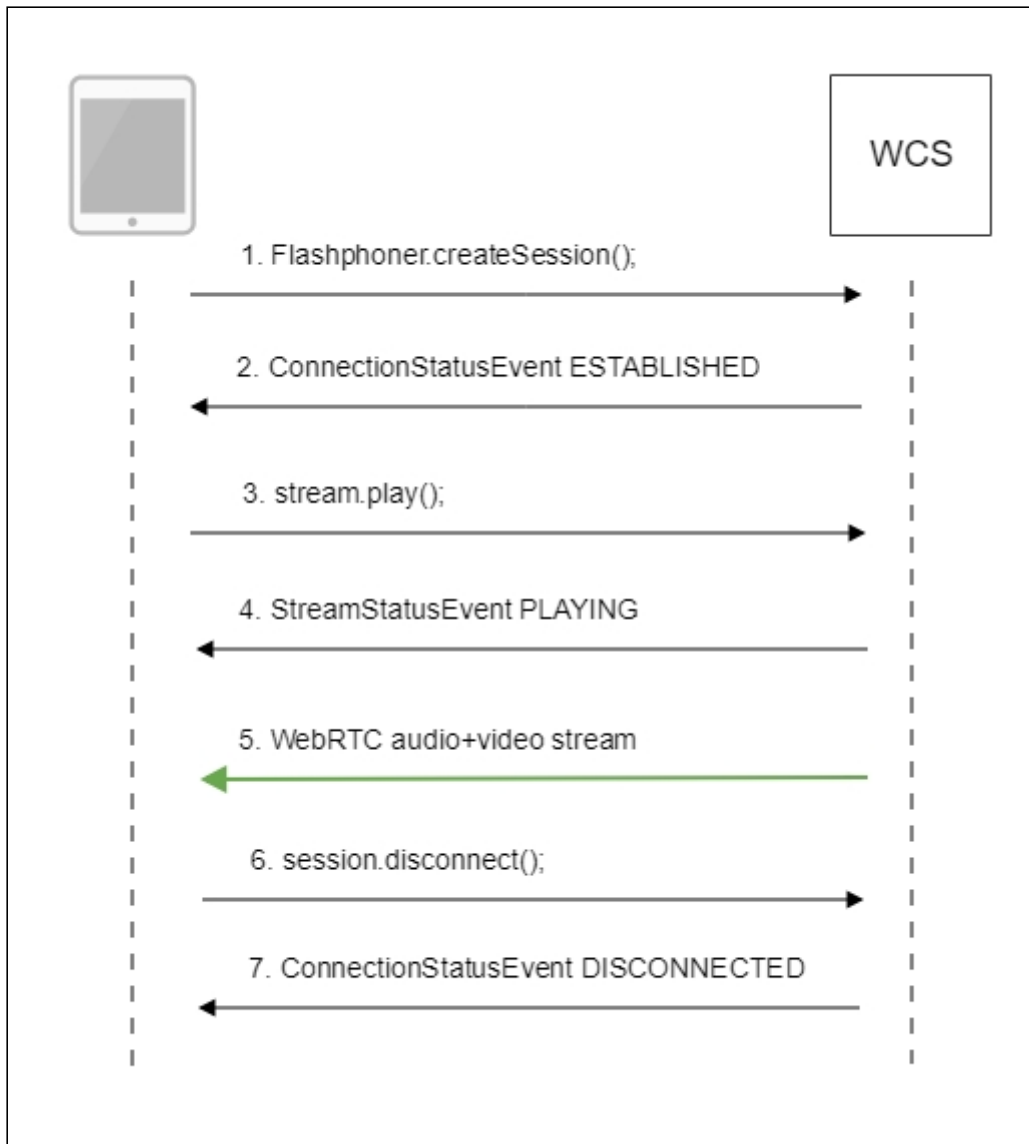 WCS
1. Flashphoner.createSession();
2. ConnectionStatusEvent ESTABLISHED
3. stream.play();
4. StreamStatusEvent PLAYING
5. WebRTC audio+video stream
6. session.disconnect();
7. ConnectionStatusEvent DISCONNECTED